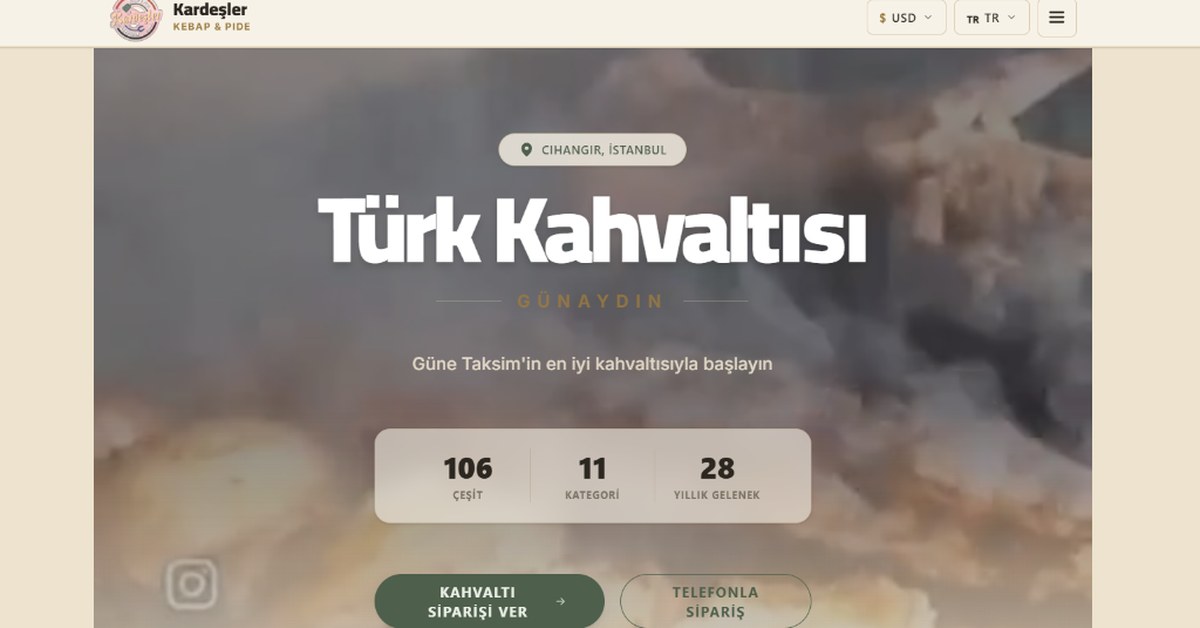 Kardeşler
KEBAP & PIDE
$ USD
TR TR
CIHANGIR, İSTANBUL
Türk Kahvaltısı
GÜNAYDIN
Güne Taksim'in en iyi kahvaltısıyla başlayın
106
ÇEŞİT
11
KATEGORİ
28
YILLIK GELENEK
KAHVALTI
SİPARİŞİ VER →
TELEFONLA
SİPARİŞ